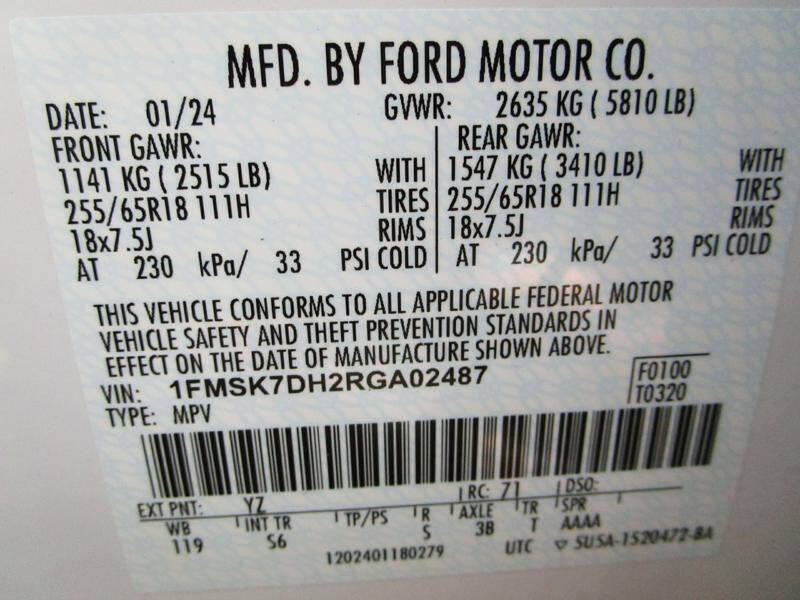 MFD. BY FORD MOTOR CO.
DATE: 01/24 GVWR: 2635 KG ( 5810 LB)
FRONT GAWR: REAR GAWR:
1141 KG ( 2515 LB) WITH 1547 KG ( 3410 LB) WITH
255/65R18 111H TIRES 255/65R18 111H TIRES
18x7.5J RIMS 18x7.5J RIMS
AT 230 kPa/ 33 PSI COLD AT 230 kPa/ 33 PSI COLD
THIS VEHICLE CONFORMS TO ALL APPLICABLE FEDERAL MOTOR
VEHICLE SAFETY AND THEFT PREVENTION STANDARDS IN
EFFECT ON THE DATE OF MANUFACTURE SHOWN ABOVE.
VIN: 1FMSK7DH2RGA02487 F0100
TYPE: MPV T0320
EXT PNT: YZ RC: 71 DSO:
WB INT TR TP/PS R AXLE TR SPR
119 S6 S 3B T AAAA
1202401180279 UTC ▽ 5U5A-1520472-BA